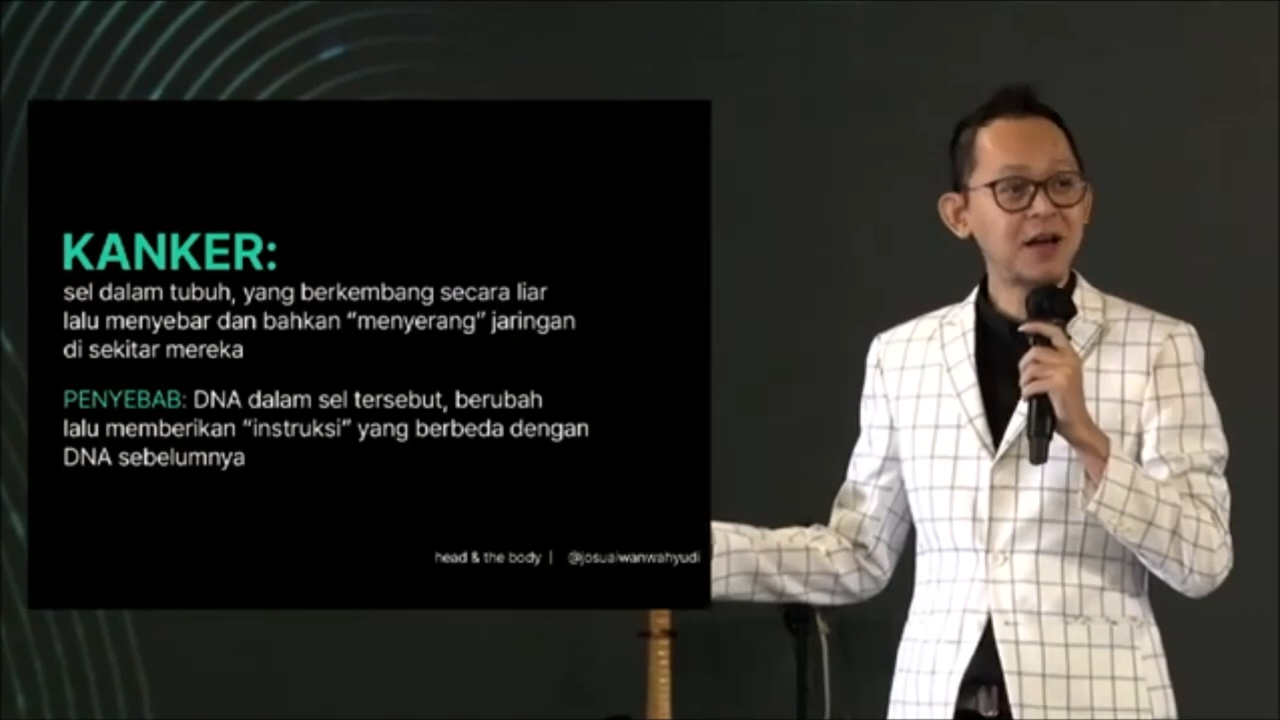 KANKER:
sel dalam tubuh, yang berkembang secara liar
lalu menyebar dan bahkan “menyerang” jaringan
di sekitar mereka
PENYEBAB: DNA dalam sel tersebut, berubah
lalu memberikan “instruksi” yang berbeda dengan
DNA sebelumnya
head & the body | @josuaiwanwahyudi